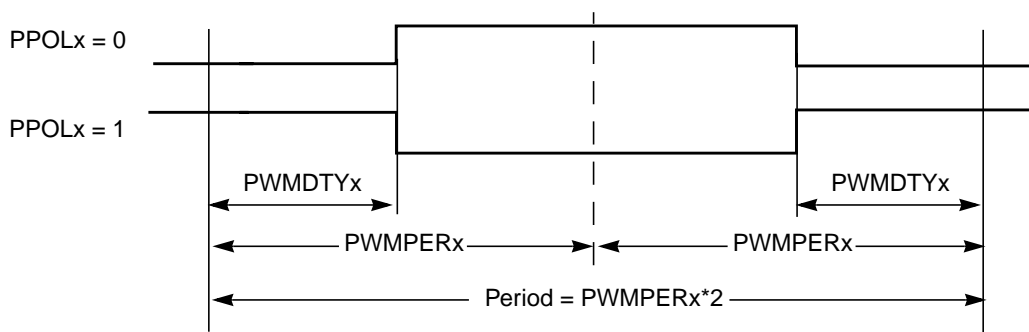 PPOLx = 0
PPOLx = 1
PWMDTYx
PWMDTYx
PWMPERx
PWMPERx
Period = PWMPERx*2